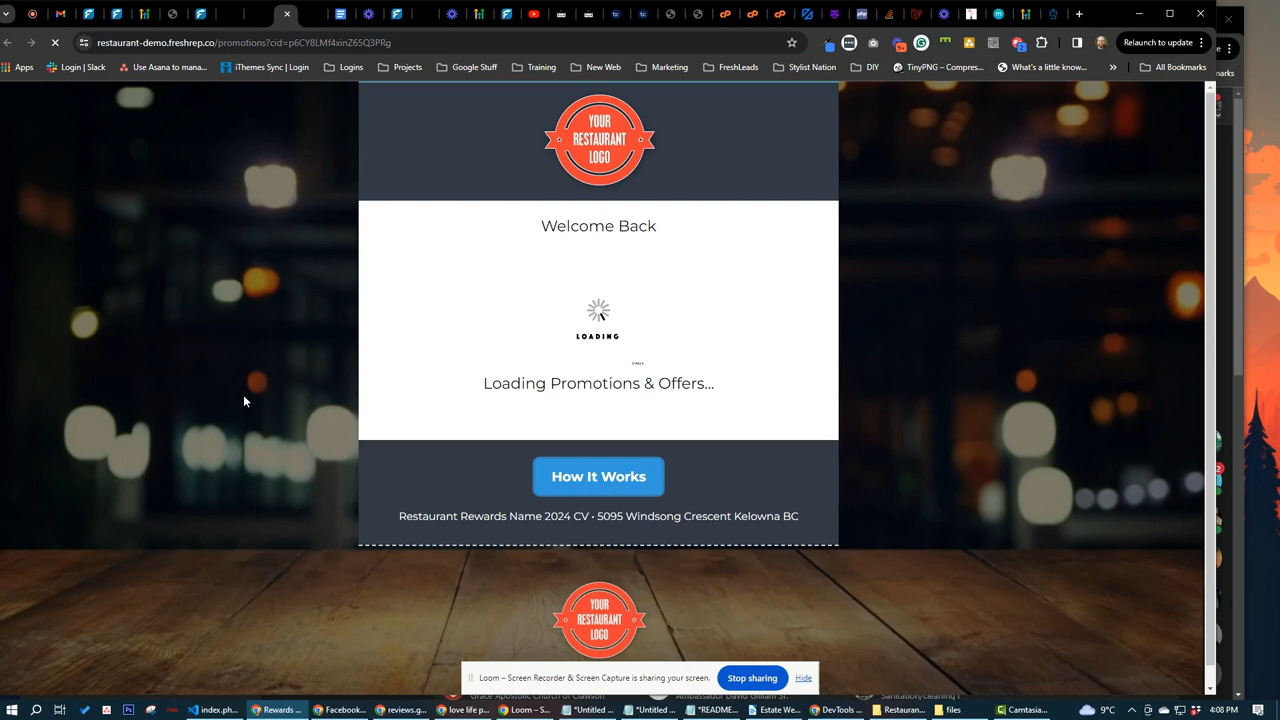 restaurant-demo.freshrep.co/promotions?cid=p6CY8LMf4xinZ65Q3PRg
Relaunch to update
Apps
Login | Slack
Use Asana to mana...
iThemes Sync | Login
Logins
Projects
Google Stuff
Training
New Web
Marketing
FreshLeads
Stylist Nation
DIY
TinyPNG – Compres...
What's a little know...
All Bookmarks
YOUR
RESTAURANT
LOGO
Welcome Back
LOADING
Loading Promotions & Offers...
How It Works
Restaurant Rewards Name 2024 CV • 5095 Windsong Crescent Kelowna BC
YOUR
RESTAURANT
LOGO
Loom – Screen Recorder & Screen Capture is sharing your screen.
Stop sharing
Hide
index.ph...
Rewards ...
Facebook...
reviews.g...
love life p...
Loom – S...
*Untitled ...
*Untitled ...
*README...
Estate We...
DevTools ...
Restauran...
files
Camtasia...
9°C
4:08 PM